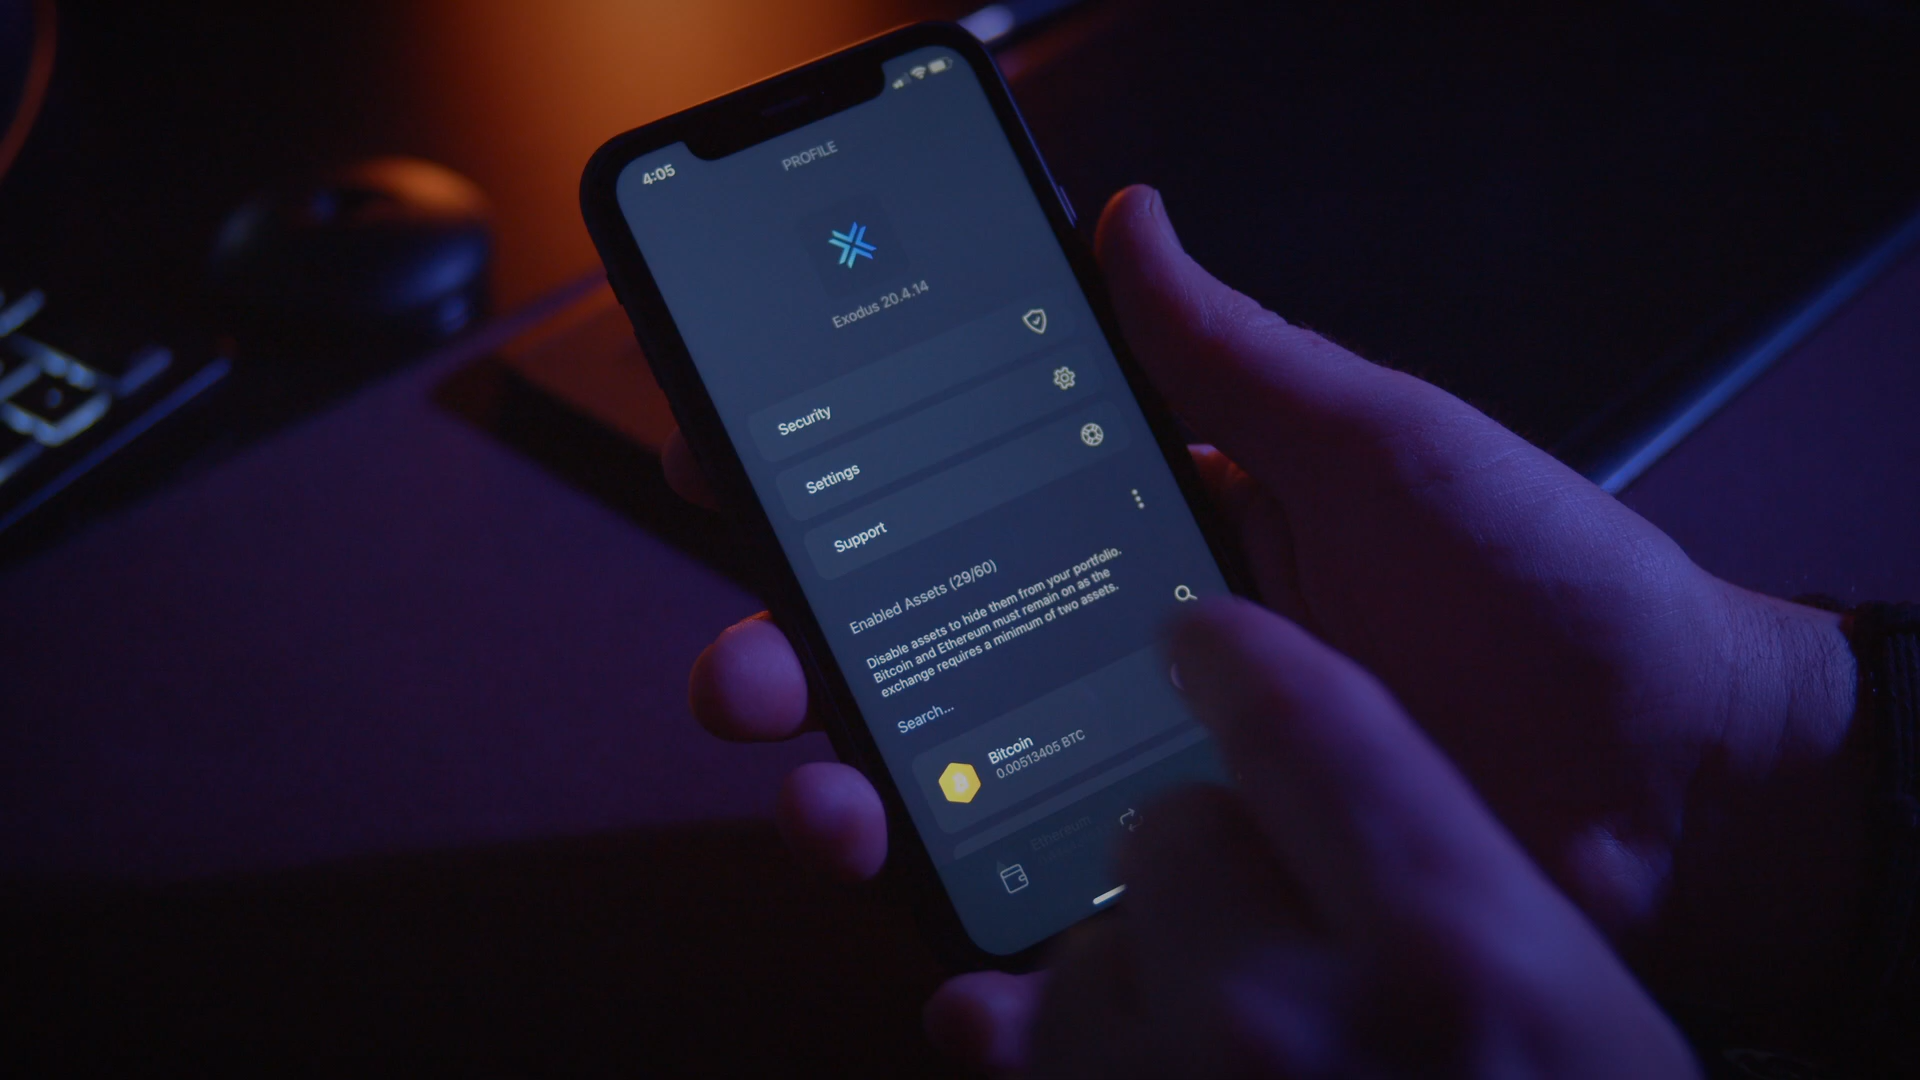 4:05
PROFILE
Exodus 20.4.14
Security
Settings
Support
Enabled Assets (29/60)
Disable assets to hide them from your portfolio.
Bitcoin and Ethereum must remain on as the
exchange requires a minimum of two assets.
Search...
Bitcoin
0.00513405 BTC
Ethereum